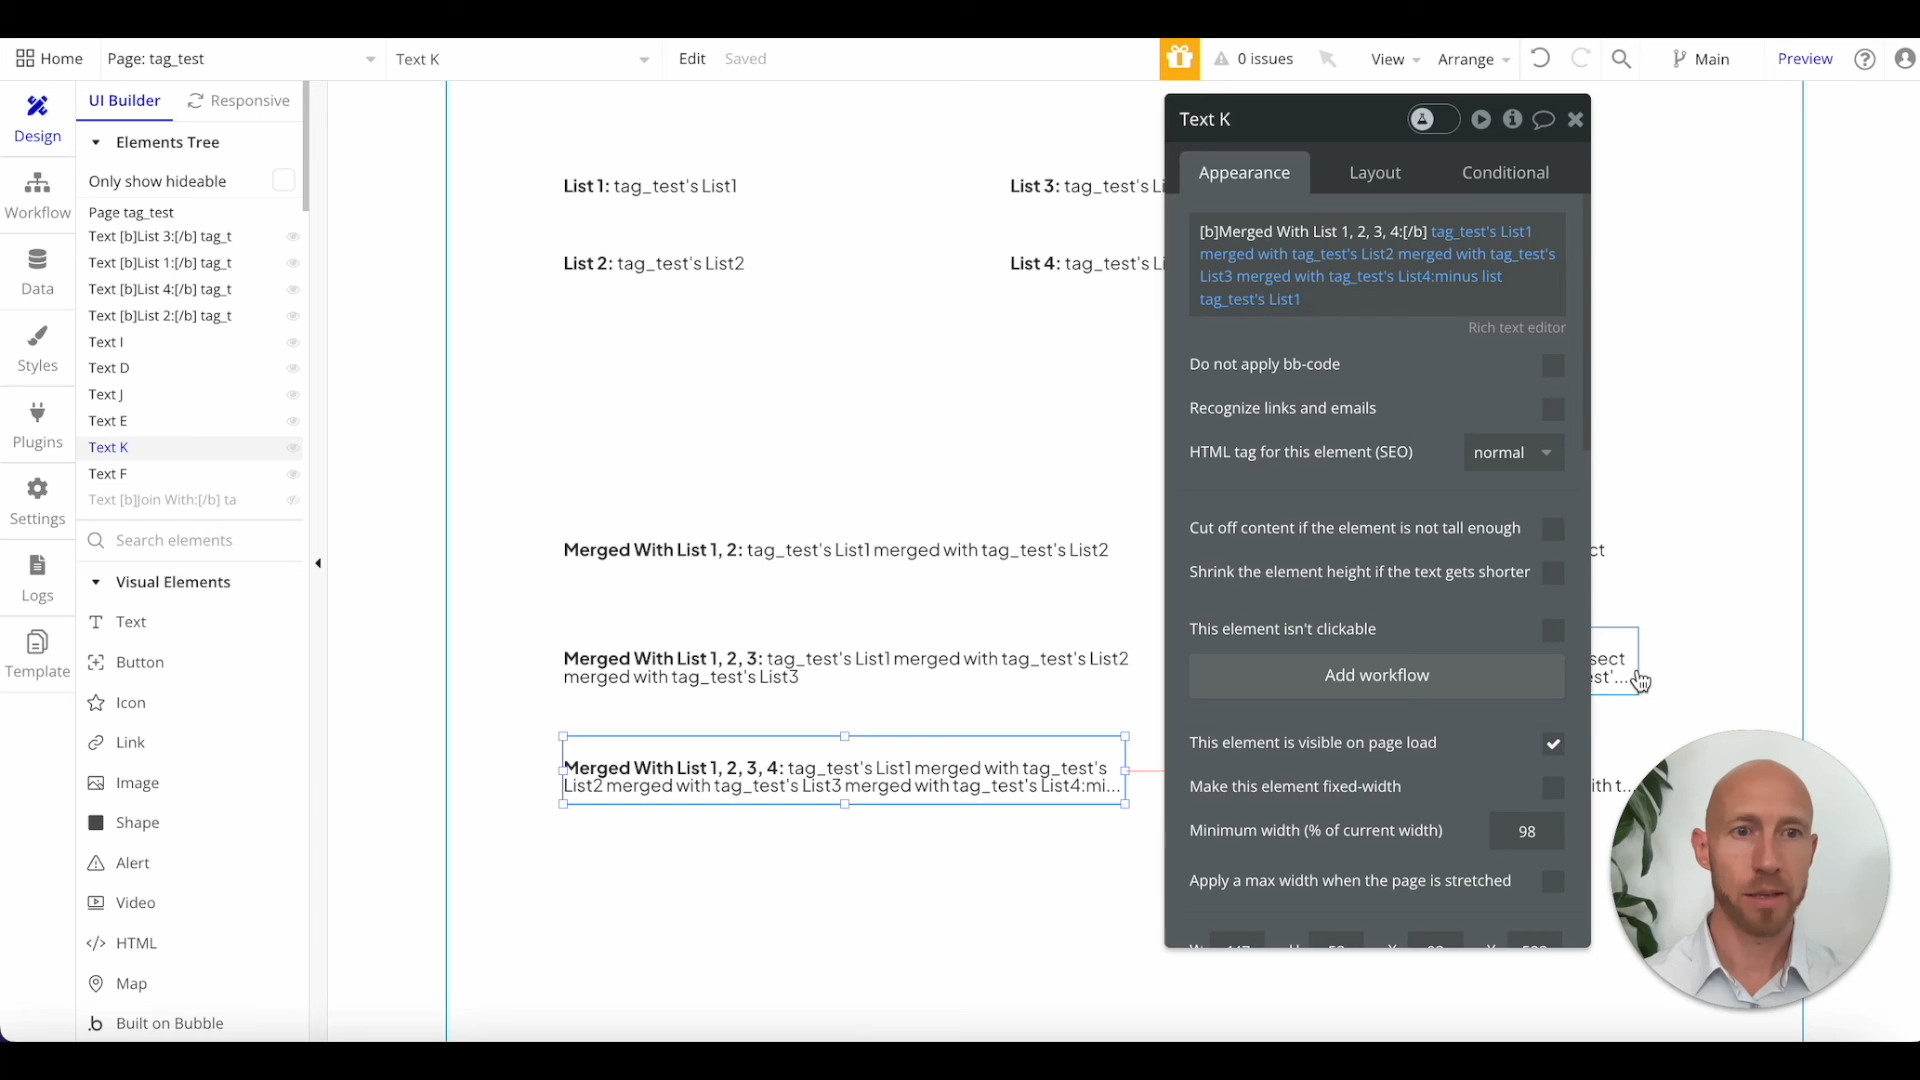 Home
Page: tag_test
Text K
Edit
Saved
0 issues
View
Arrange
Main
Preview
UI Builder
Responsive
Design
Workflow
Data
Styles
Plugins
Settings
Logs
Template
Elements Tree
Only show hideable
Page tag_test
Text [b]List 3:[/b] tag_t
Text [b]List 1:[/b] tag_t
Text [b]List 4:[/b] tag_t
Text [b]List 2:[/b] tag_t
Text I
Text D
Text J
Text E
Text K
Text F
Text [b]Join With:[/b] ta
Search elements
Visual Elements
Text
Button
Icon
Link
Image
Shape
Alert
Video
HTML
Map
Built on Bubble
List 1: tag_test's List1
List 3: tag_test's Li
List 2: tag_test's List2
List 4: tag_test's Li
Merged With List 1, 2: tag_test's List1 merged with tag_test's List2
ct
Merged With List 1, 2, 3: tag_test's List1 merged with tag_test's List2
merged with tag_test's List3
sect
st'...
Merged With List 1, 2, 3, 4: tag_test's List1 merged with tag_test's
List2 merged with tag_test's List3 merged with tag_test's List4:mi...
ith t...
Text K
Appearance
Layout
Conditional
[b]Merged With List 1, 2, 3, 4:[/b] tag_test's List1
merged with tag_test's List2 merged with tag_test's
List3 merged with tag_test's List4:minus list
tag_test's List1
Rich text editor
Do not apply bb-code
Recognize links and emails
HTML tag for this element (SEO)
normal
Cut off content if the element is not tall enough
Shrink the element height if the text gets shorter
This element isn't clickable
Add workflow
This element is visible on page load
Make this element fixed-width
Minimum width (% of current width)
98
Apply a max width when the page is stretched